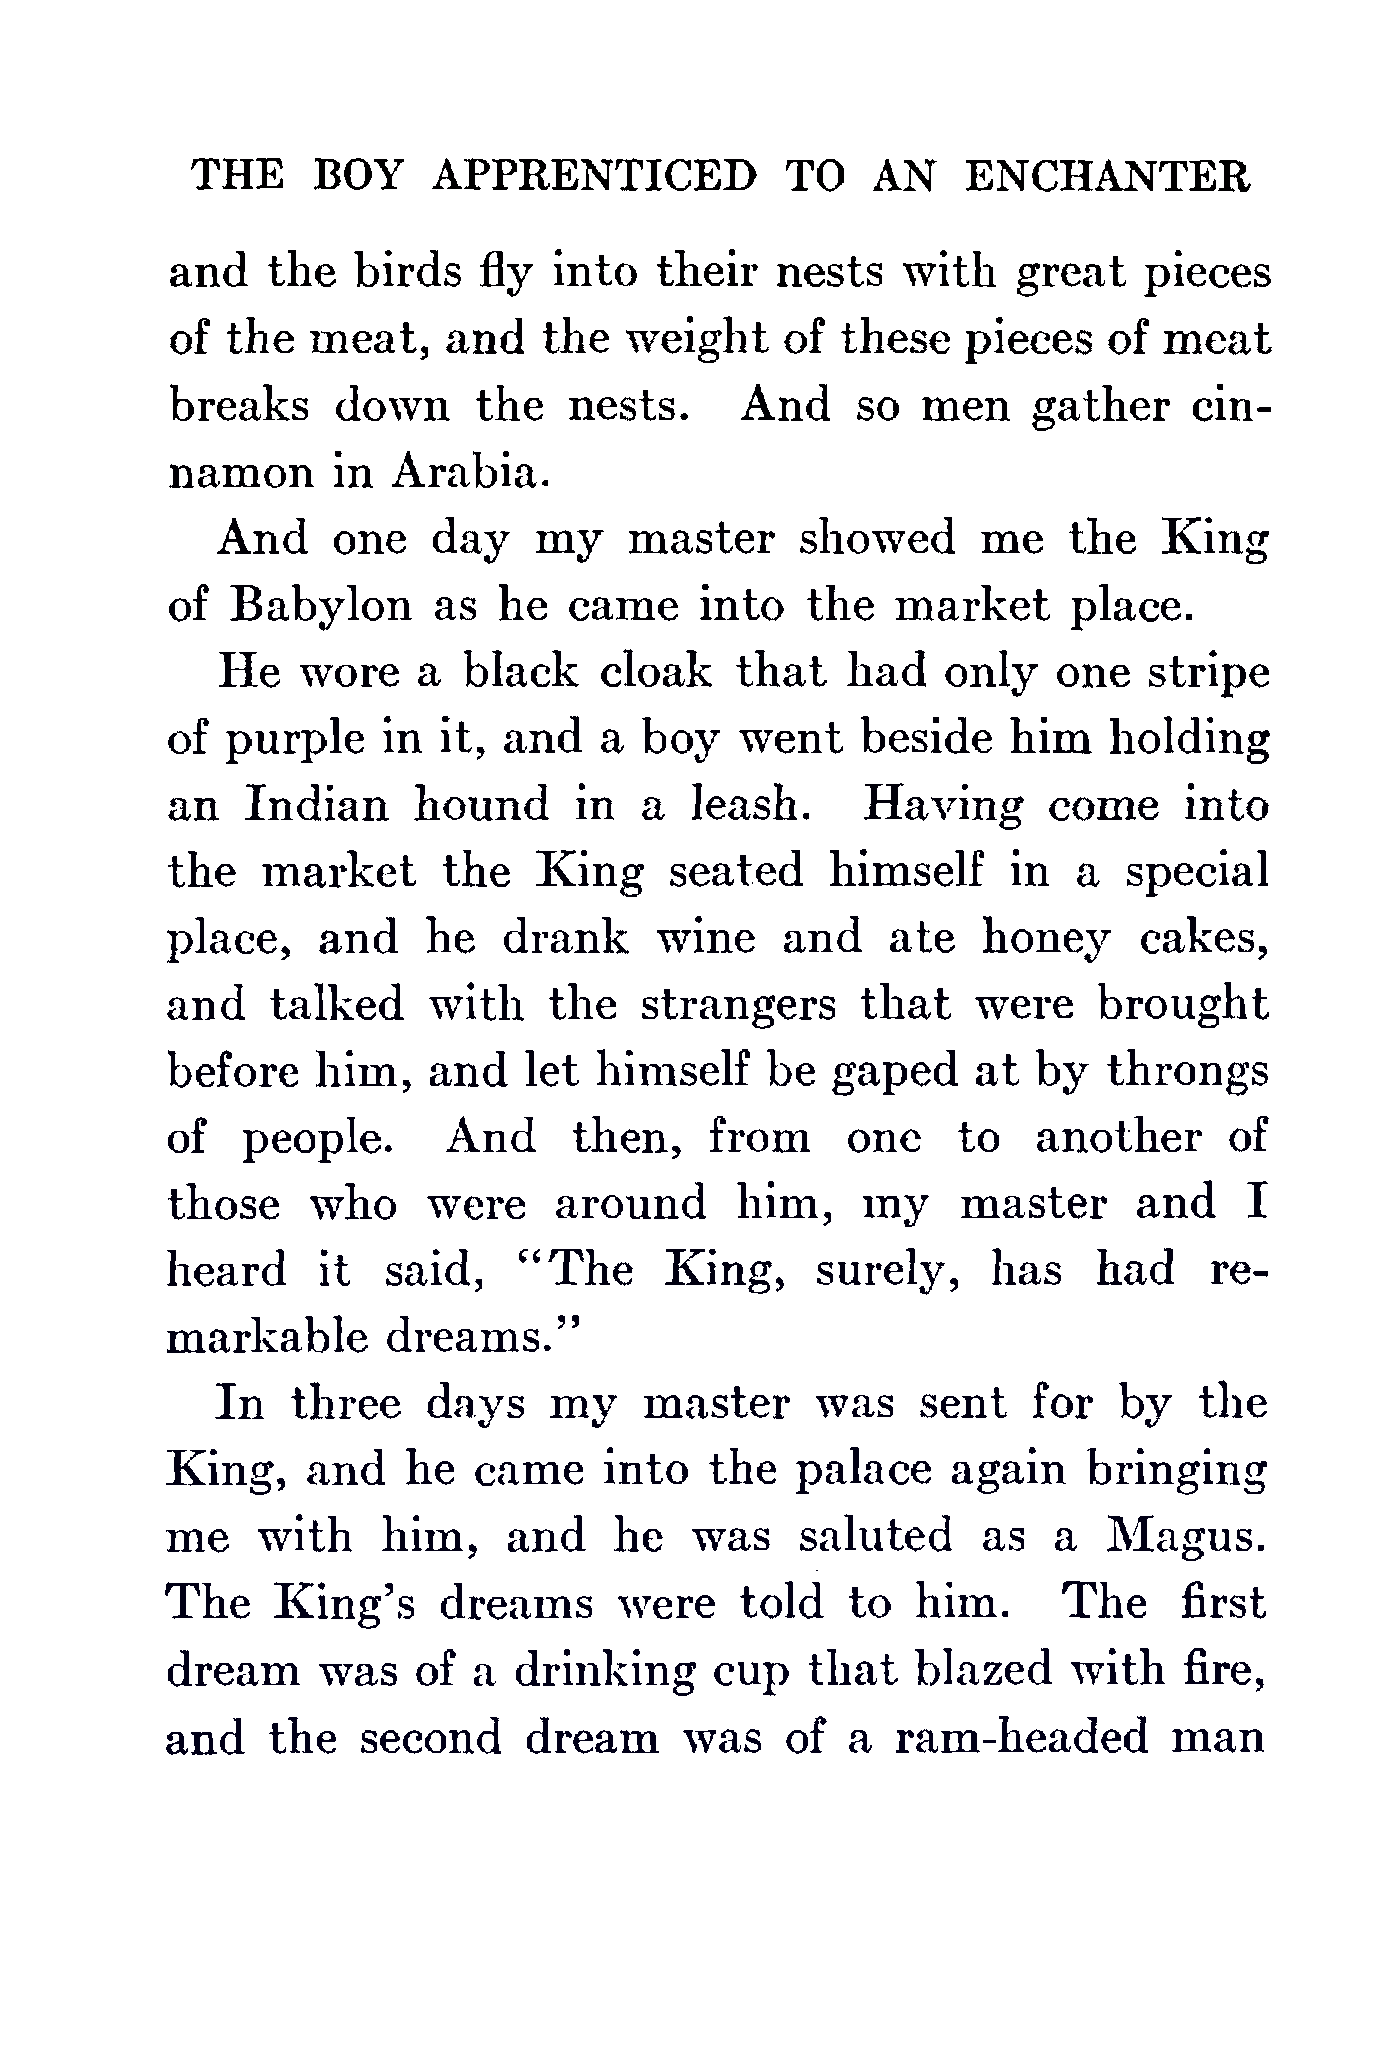 THE BOY APPRENTICED TO AN ENCHANTER
and the birds fly into their nests with great pieces
of the meat, and the weight of these pieces of meat
breaks down the nests. And so men gather cin-
namon in Arabia.
And one day my master showed me the King
of Babylon as he came into the market place.
He wore a black cloak that had only one stripe
of purple in it, and a boy went beside him holding
an Indian hound in a leash. Having come into
the market the King seated himself in a special
place, and he drank wine and ate honey cakes,
and talked with the strangers that were brought
before him, and let himself be gaped at by throngs
of people. And then, from one to another of
those who were around him, my master and I
heard it said, “The King, surely, has had re-
markable dreams.”
In three days my master was sent for by the
King, and he came into the palace again bringing
me with him, and he was saluted as a Magus.
The King’s dreams were told to him. The first
dream was of a drinking cup that blazed with fire,
and the second dream was of a ram-headed man